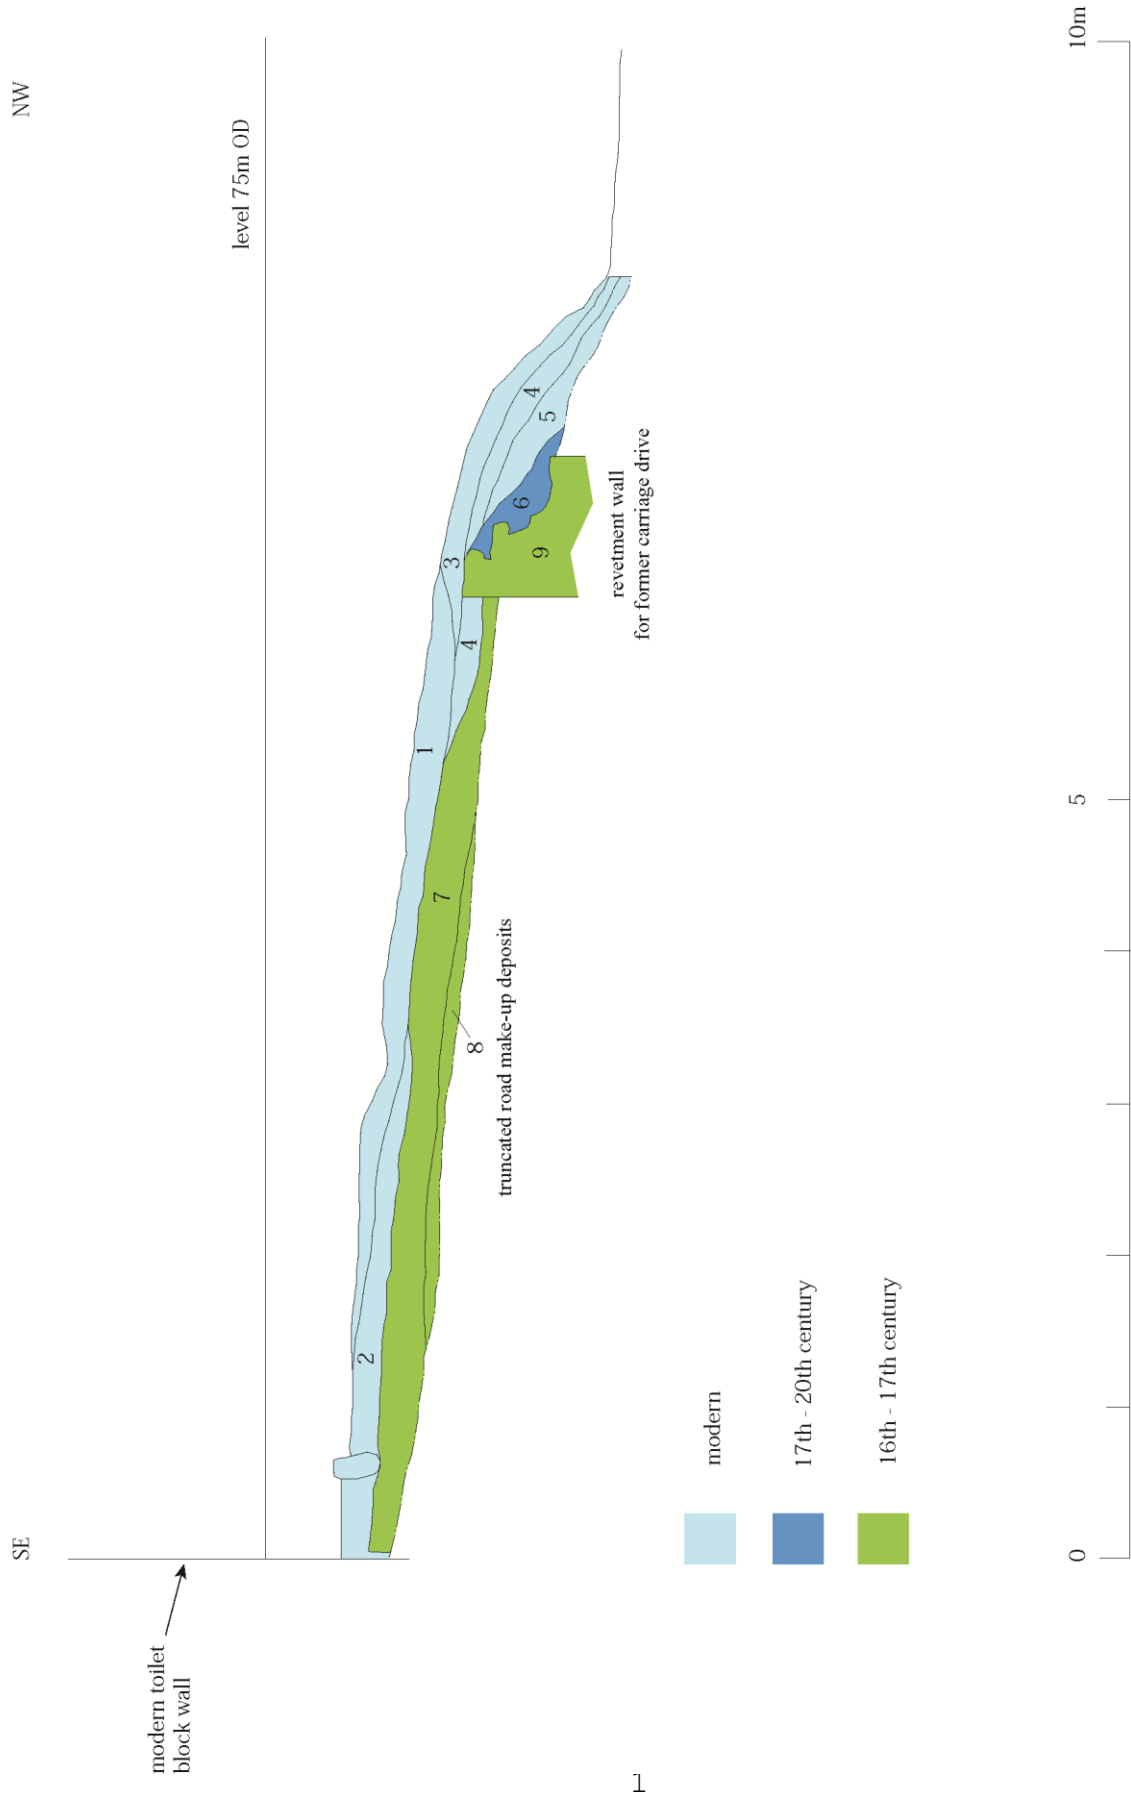 SE
NW
level 75m OD
modern toilet
block wall
1
2
3
4
4
5
6
7
8
9
truncated road make-up deposits
revetment wall
for former carriage drive
modern
17th - 20th century
16th - 17th century
0
5
10m
1